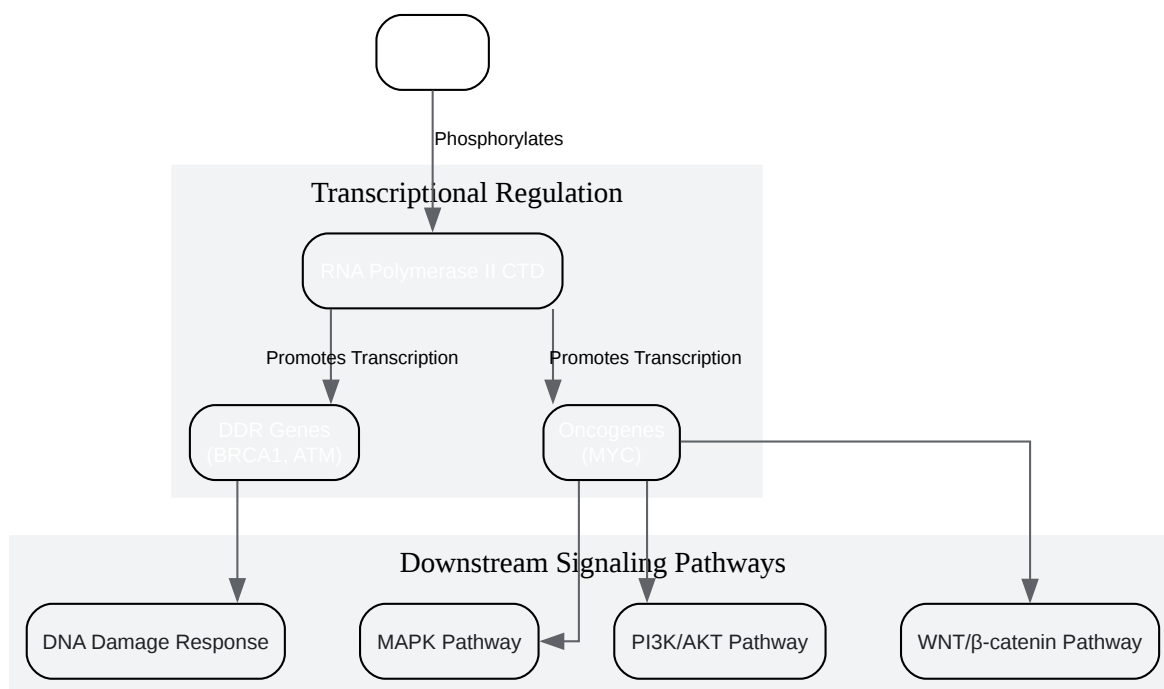 Phosphorylates
Transcriptional Regulation
RNA Polymerase II CTD
Promotes Transcription
Promotes Transcription
DDR Genes
(BRCA1, ATM)
Oncogenes
(MYC)
Downstream Signaling Pathways
DNA Damage Response
MAPK Pathway
PI3K/AKT Pathway
WNT/β-catenin Pathway